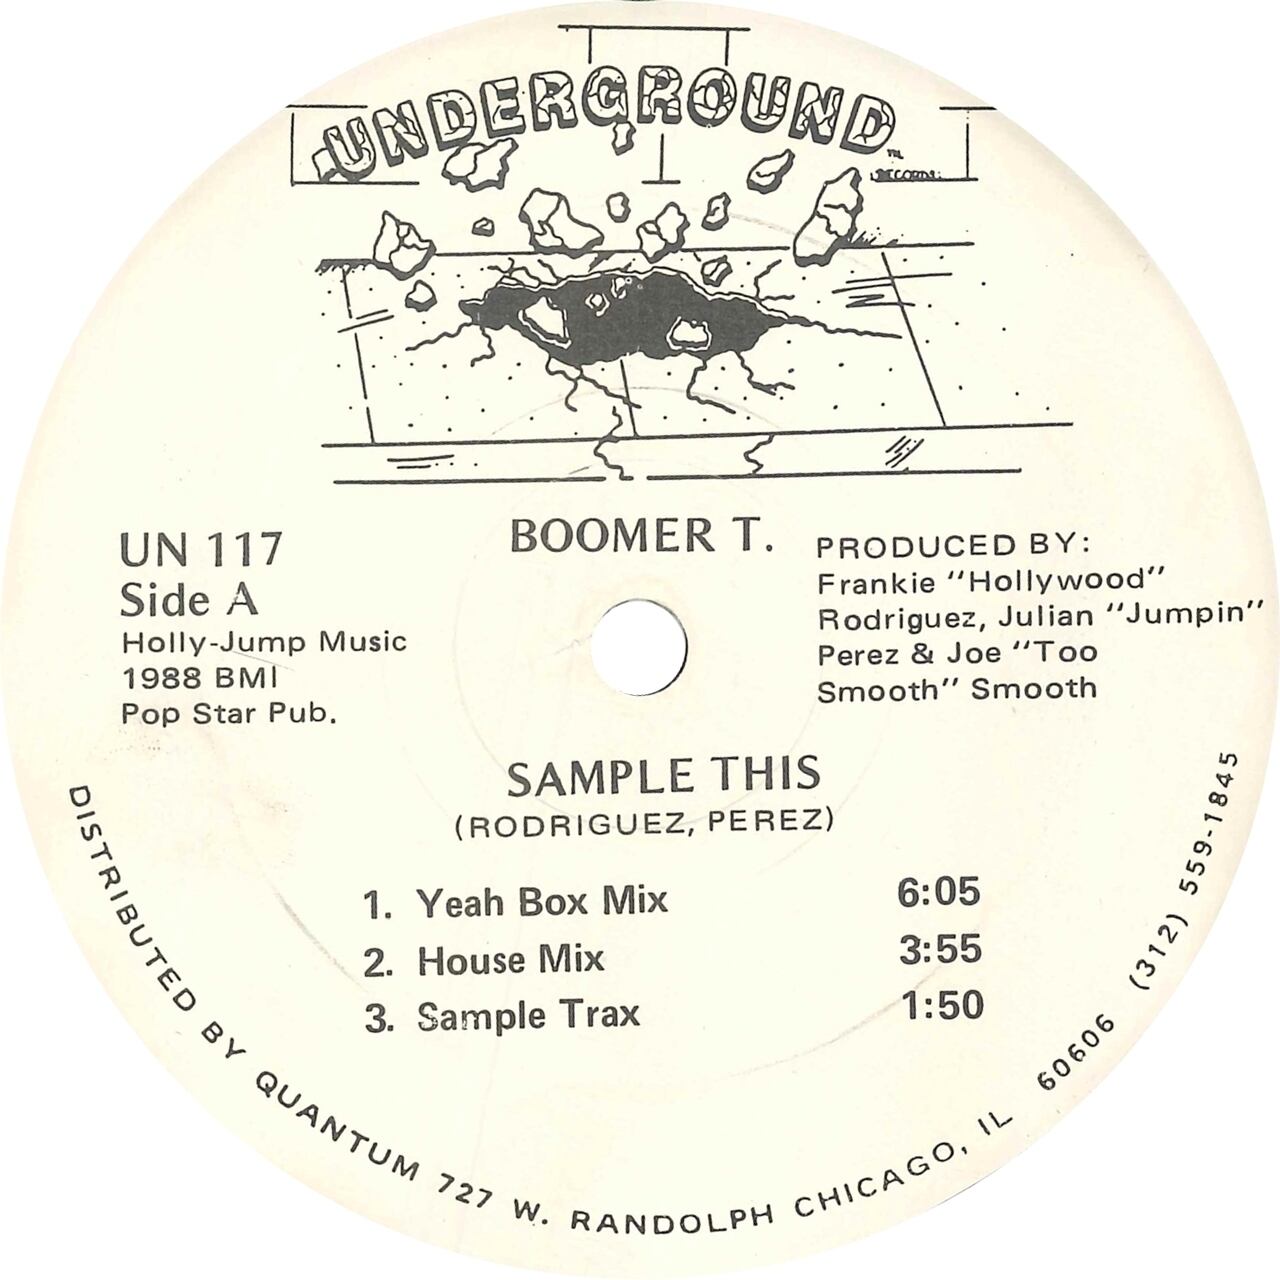 UNDERGROUND
TM
RECORDS.
BOOMER T.
UN 117
Side A
Holly-Jump Music
1988 BMI
Pop Star Pub.
PRODUCED BY:
Frankie "Hollywood"
Rodriguez, Julian "Jumpin"
Perez & Joe "Too
Smooth" Smooth
SAMPLE THIS
(RODRIGUEZ, PEREZ)
1. Yeah Box Mix 6:05
2. House Mix 3:55
3. Sample Trax 1:50
DISTRIBUTED BY QUANTUM 727 W. RANDOLPH CHICAGO, IL 60606 (312) 559-1845